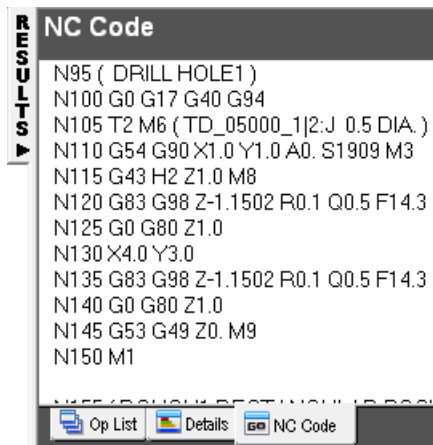 RESULTS
NC Code
N95 ( DRILL HOLE1 )
N100 G0 G17 G40 G94
N105 T2 M6 ( TD_05000_1|2:J 0.5 DIA. )
N110 G54 G90 X1.0 Y1.0 A0. S1909 M3
N115 G43 H2 Z1.0 M8
N120 G83 G98 Z-1.1502 R0.1 Q0.5 F14.3
N125 G0 G80 Z1.0
N130 X4.0 Y3.0
N135 G83 G98 Z-1.1502 R0.1 Q0.5 F14.3
N140 G0 G80 Z1.0
N145 G53 G49 Z0. M9
N150 M1
Op List
Details
GO NC Code